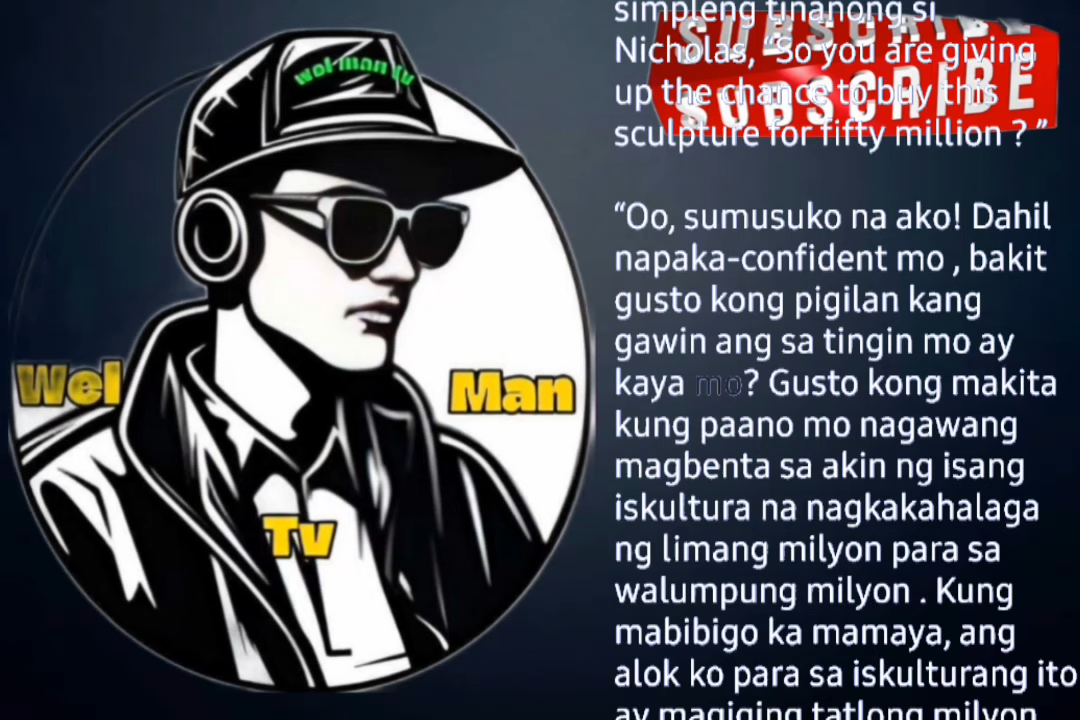 wel man tv
Wel
Man
Tv
SUBSCRIBE
SUBSCRIBE
simpleng tinanong si
Nicholas, “So you are giving
up the chance to buy this
sculpture for fifty million ? ”
“Oo, sumusuko na ako! Dahil
napaka-confident mo , bakit
gusto kong pigilan kang
gawin ang sa tingin mo ay
kaya mo? Gusto kong makita
kung paano mo nagawang
magbenta sa akin ng isang
iskultura na nagkakahalaga
ng limang milyon para sa
walumpung milyon . Kung
mabibigo ka mamaya, ang
alok ko para sa iskulturang ito
ay magiging tatlong milyon